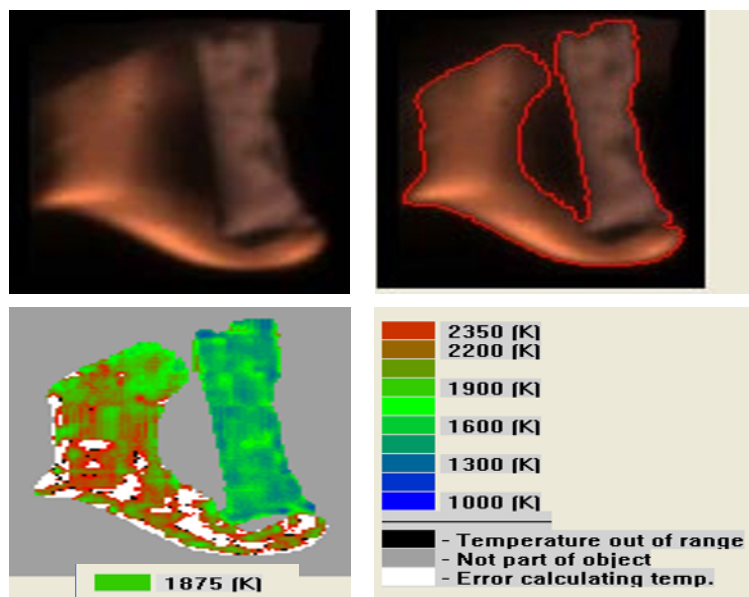 2350 [K]
2200 [K]
1900 [K]
1600 [K]
1300 [K]
1000 [K]
- Temperature out of range
- Not part of object
- Error calculating temp.
1875 [K]